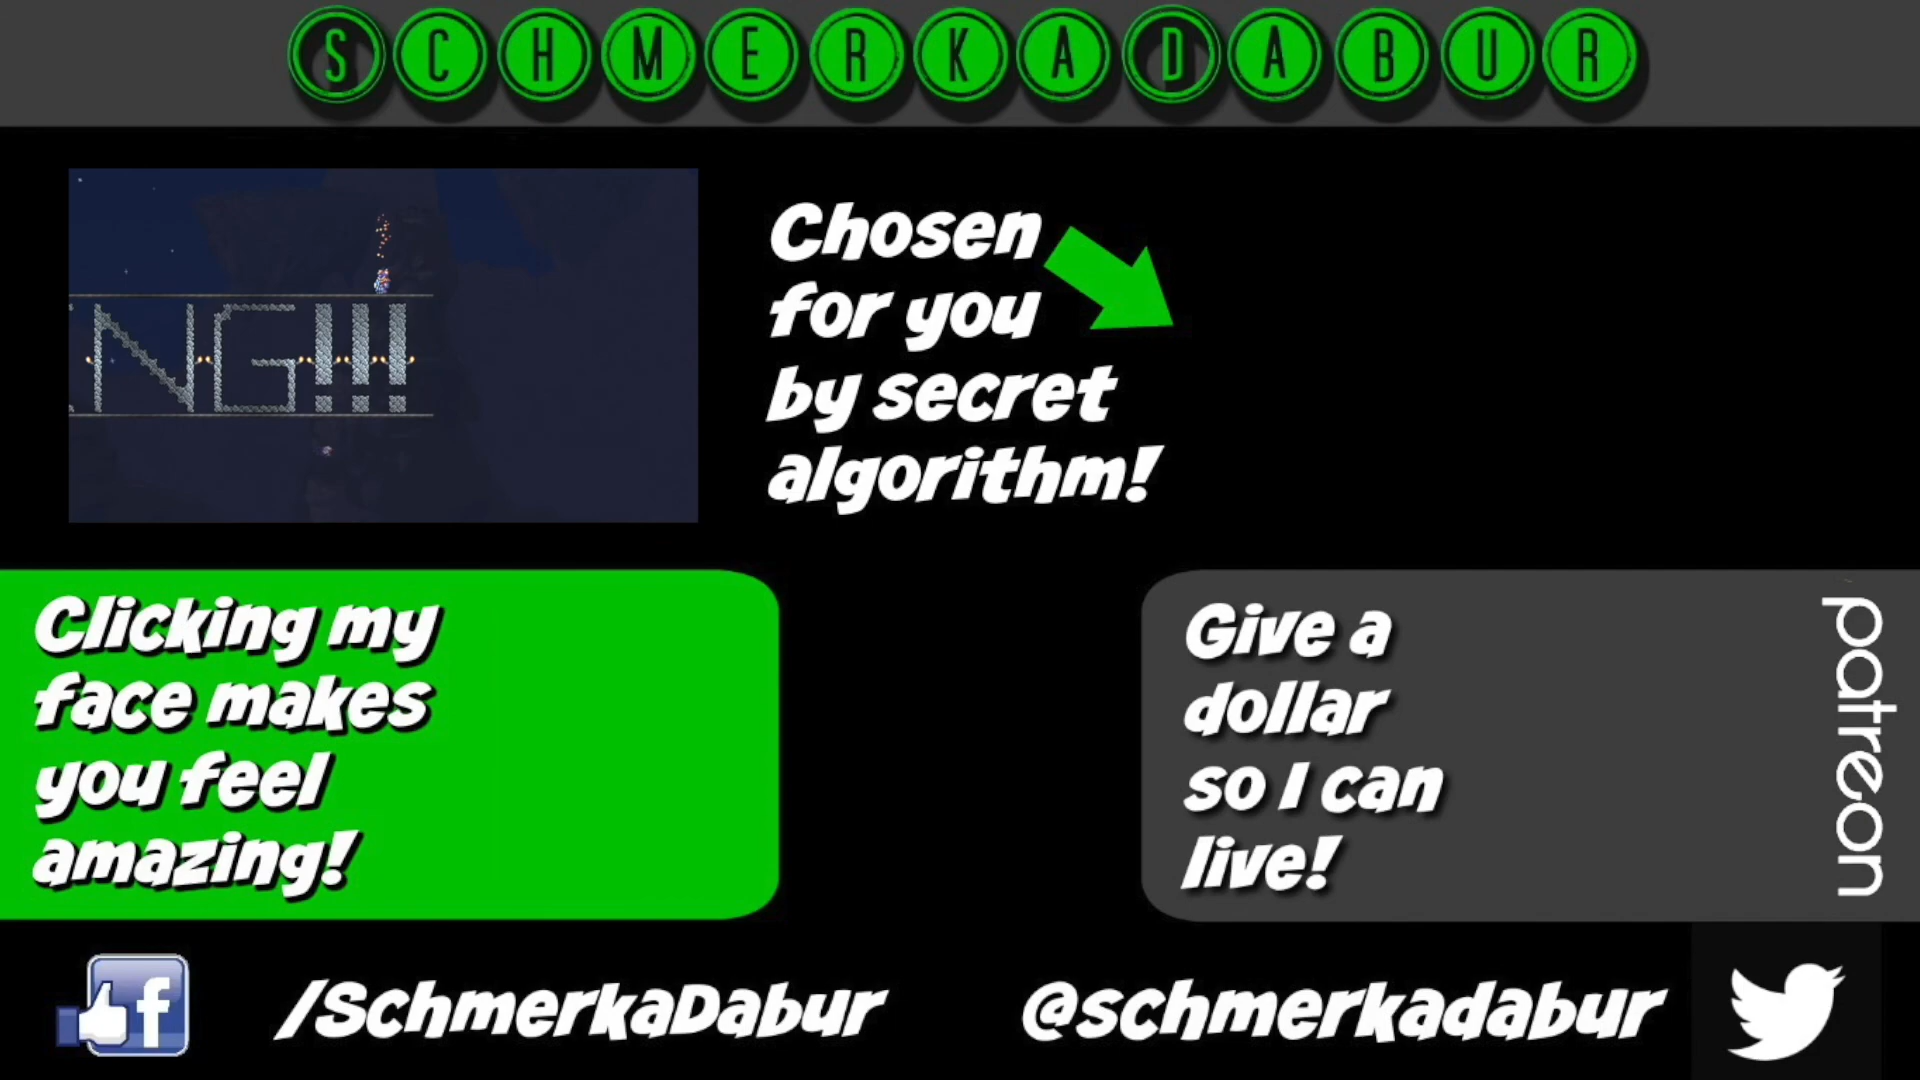 SCHMERKADABUR
NG!!!
Chosen
for you
by secret
algorithm!
Clicking my
face makes
you feel
amazing!
Give a
dollar
so I can
live!
patreon
f
/SchmerkaDabur
@schmerkadabur